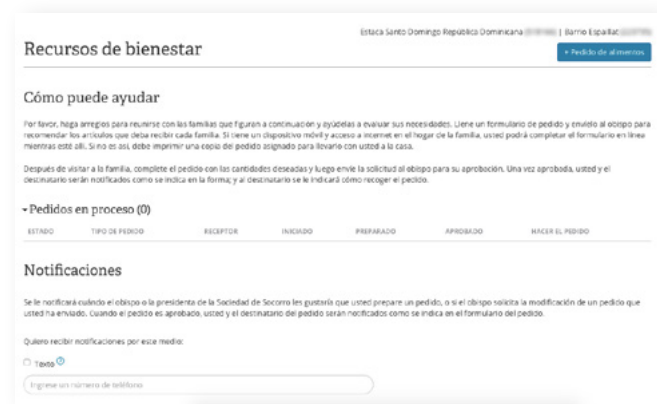 Estaca Santo Domingo República Dominicana | Barrio Espaillat
Recursos de bienestar
+ Pedido de alimentos
Cómo puede ayudar
Por favor, haga arreglos para reunirse con las familias que figuran a continuación y ayúdelas a evaluar sus necesidades. Llene un formulario de pedido y envíelo al obispo para
recomendar los artículos que deba recibir cada familia. Si tiene un dispositivo móvil y acceso a internet en el hogar de la familia, usted podrá completar el formulario en línea
mientras esté allí. Si no es así, debe imprimir una copia del pedido asignado para llevarlo con usted a la casa.
Después de visitar a la familia, complete el pedido con las cantidades deseadas y luego envíe la solicitud al obispo para su aprobación. Una vez aprobada, usted y el
destinatario serán notificados como se indica en la forma; y al destinatario se le indicará cómo recoger el pedido.
Pedidos en proceso (0)
ESTADO TIPO DE PEDIDO RECEPTOR INICIADO PREPARADO APROBADO HACER EL PEDIDO
Notificaciones
Se le notificará cuándo el obispo o la presidenta de la Sociedad de Socorro les gustaría que usted prepare un pedido, o si el obispo solicita la modificación de un pedido que
usted ha enviado. Cuando el pedido es aprobado, usted y el destinatario del pedido serán notificados como se indica en el formulario del pedido.
Quiero recibir notificaciones por este medio:
Texto ?
Ingrese un número de teléfono